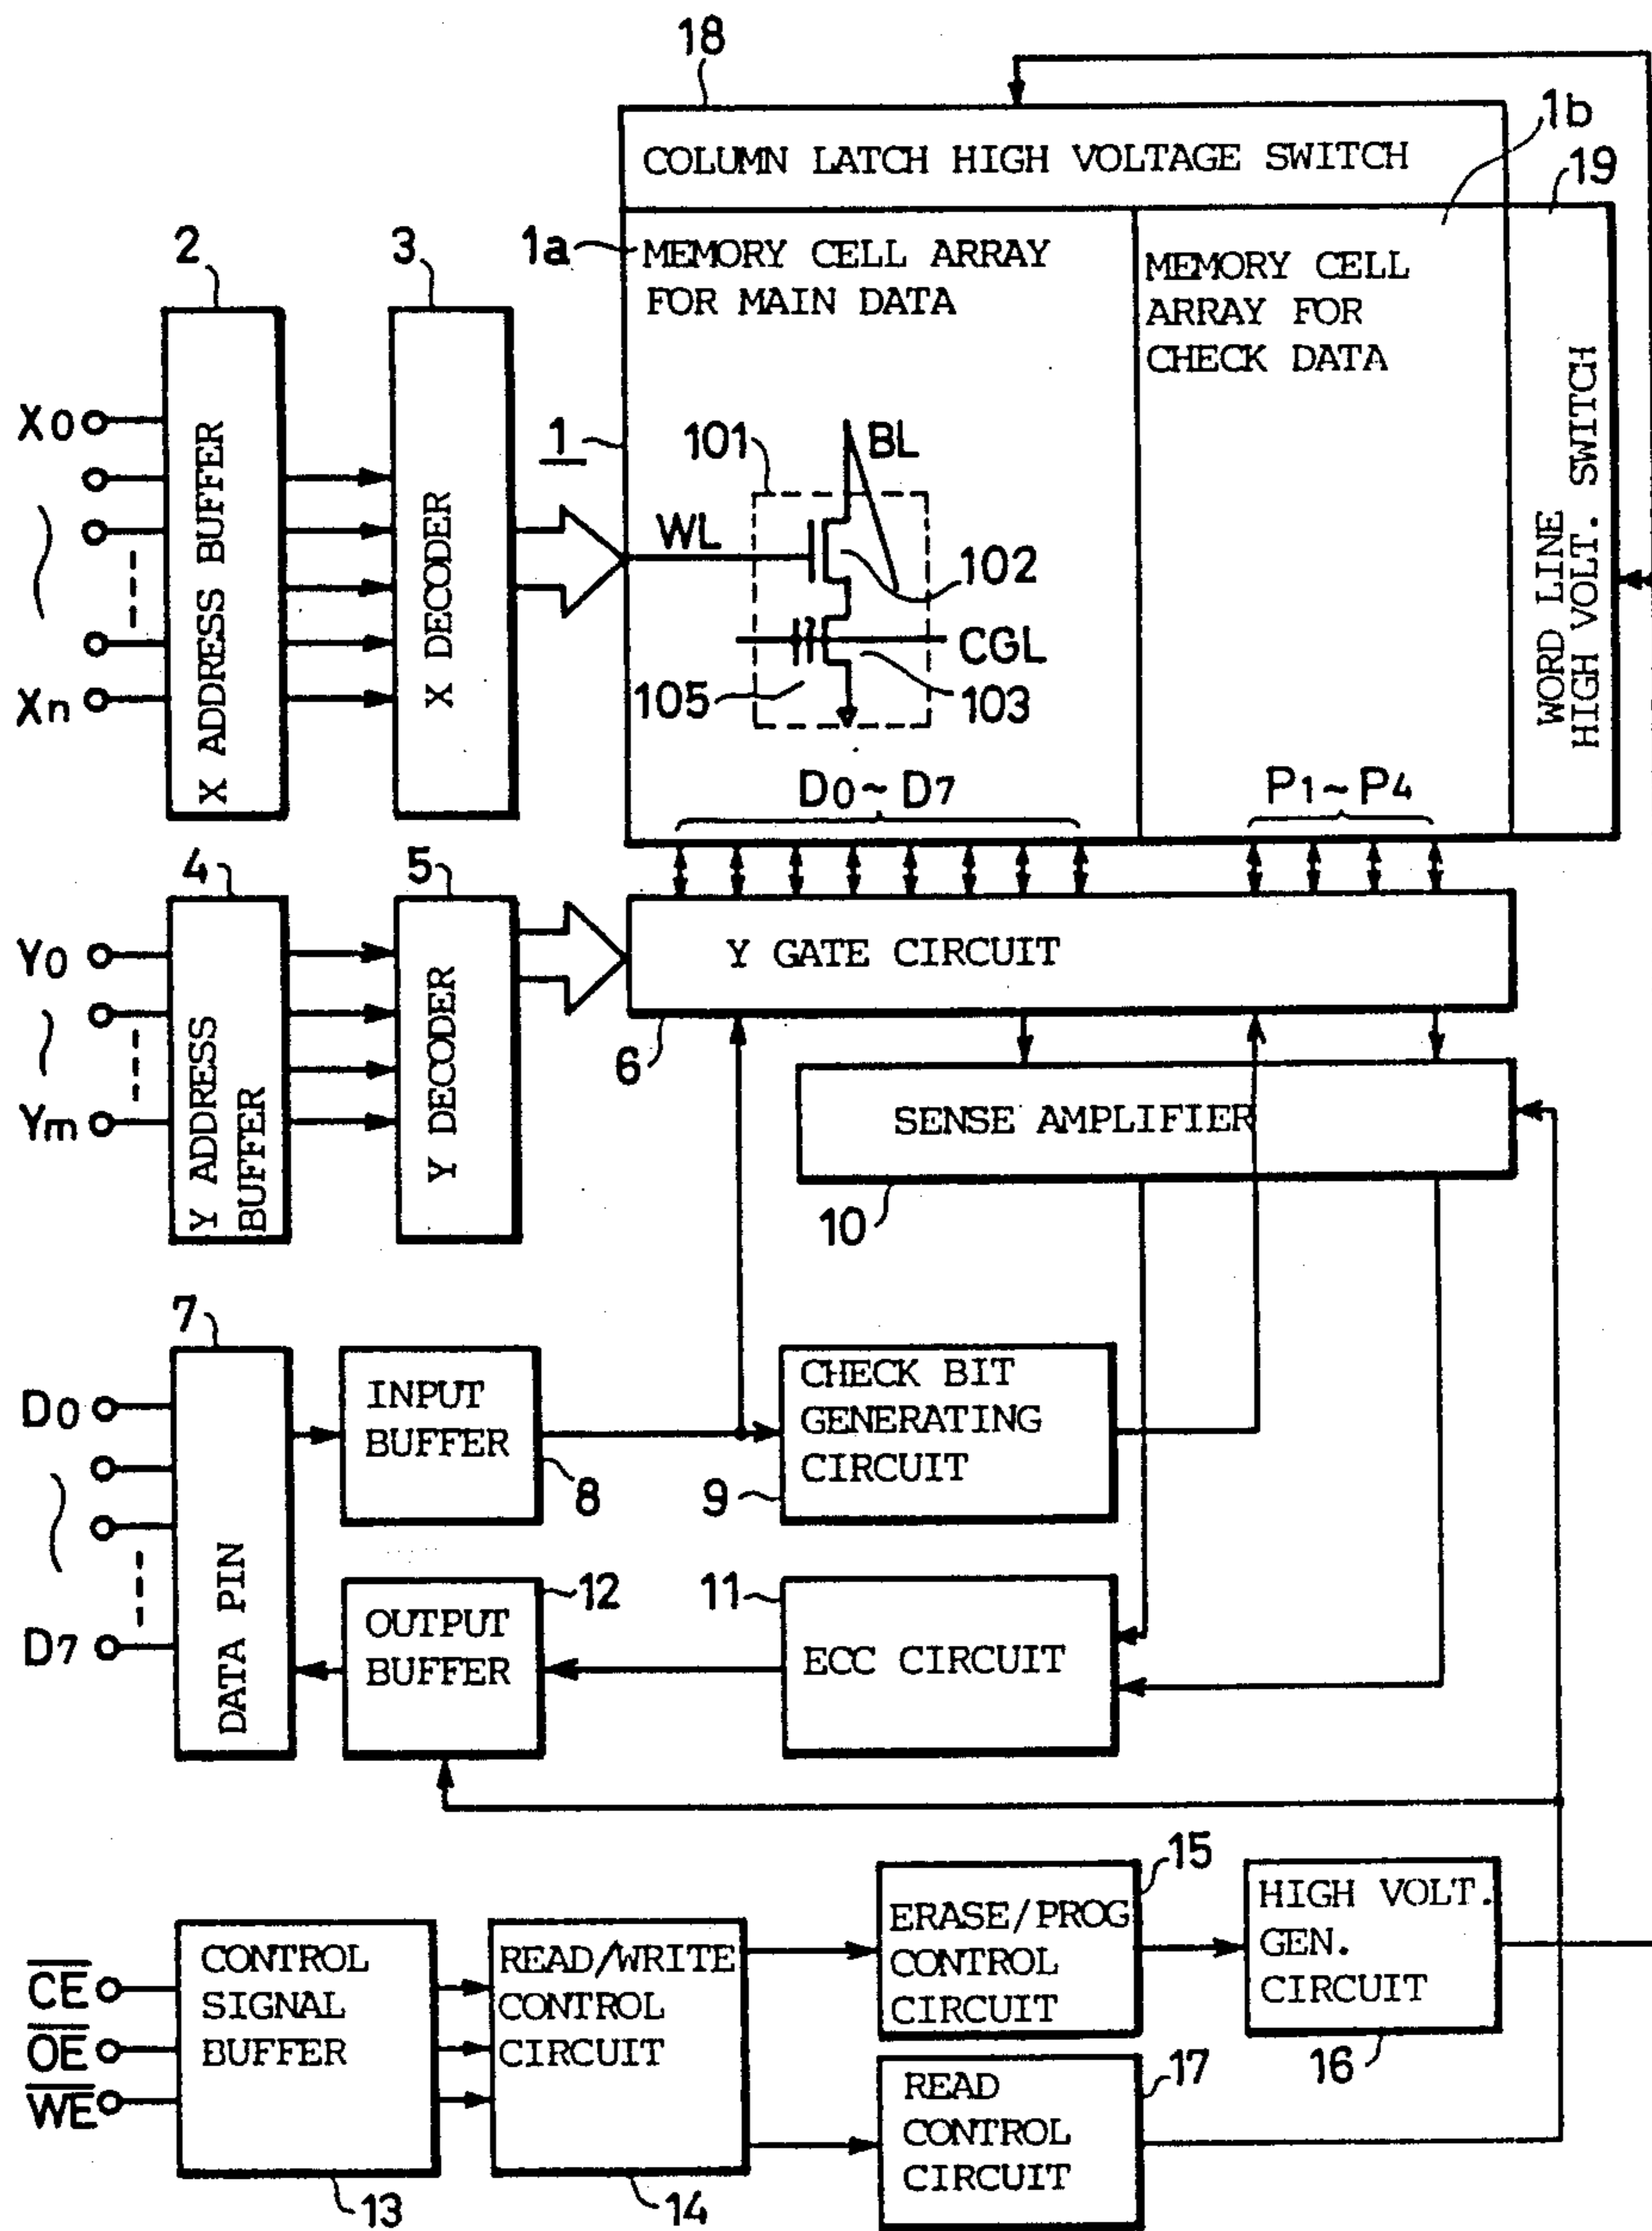 18
COLUMN LATCH HIGH VOLTAGE SWITCH
1b
19
1a
MEMORY CELL ARRAY
FOR MAIN DATA
MEMORY CELL
ARRAY FOR
CHECK DATA
WORD LINE
HIGH VOLT. SWITCH
2
3
X0
Xn
X ADDRESS BUFFER
X DECODER
1
101
BL
WL
102
CGL
105
103
D0~D7
P1~P4
4
5
Y0
Ym
Y ADDRESS
BUFFER
Y DECODER
Y GATE CIRCUIT
6
SENSE AMPLIFIER
10
7
D0
D7
DATA PIN
INPUT
BUFFER
8
CHECK BIT
GENERATING
CIRCUIT
9
12
OUTPUT
BUFFER
11
ECC CIRCUIT
15
ERASE/PROG
CONTROL
CIRCUIT
HIGH VOLT.
GEN.
CIRCUIT
16
C̅E̅
O̅E̅
W̅E̅
CONTROL
SIGNAL
BUFFER
13
READ/WRITE
CONTROL
CIRCUIT
14
17
READ
CONTROL
CIRCUIT